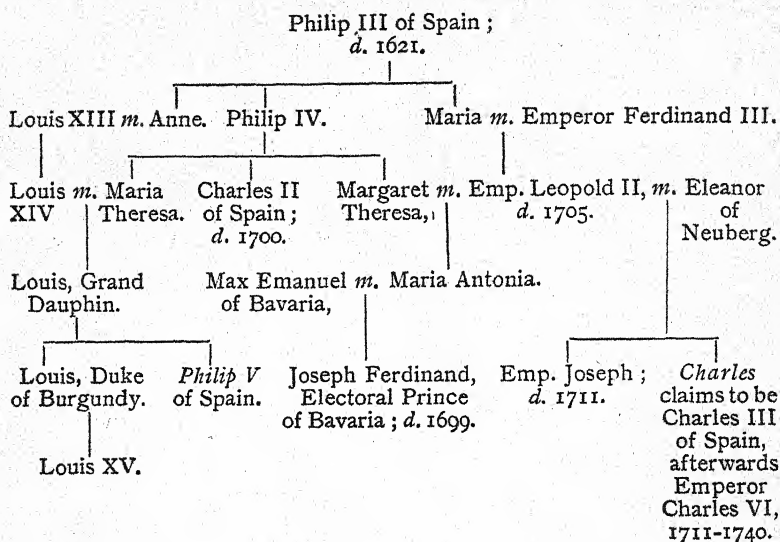 Philip III of Spain ;
d. 1621.
Louis XIII m. Anne. Philip IV. Maria m. Emperor Ferdinand III.
Louis m. Maria Charles II Margaret m. Emp. Leopold II, m. Eleanor
XIV Theresa. of Spain ; Theresa, d. 1705. of
d. 1700. Neuberg.
Louis, Grand Max Emanuel m. Maria Antonia.
Dauphin. of Bavaria,
Louis, Duke Philip V Joseph Ferdinand, Emp. Joseph ; Charles
of Burgundy. of Spain. Electoral Prince d. 1711. claims to be
of Bavaria ; d. 1699. Charles III
Louis XV. of Spain,
afterwards
Emperor
Charles VI,
1711-1740.